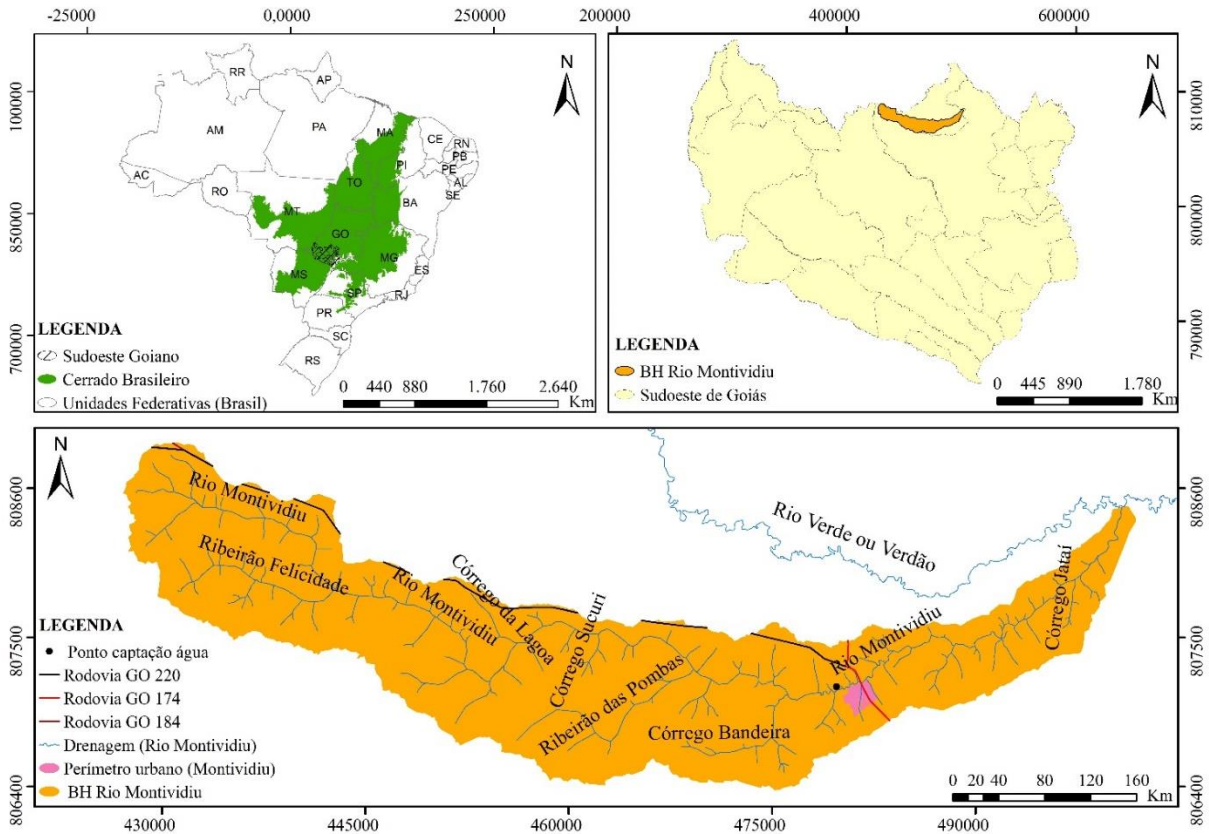 -25000
0,0000
250000
200000
400000
600000
1000000
850000
700000
N
RR
AP
AM
PA
MA
CE
RN
PB
PE
AL
SE
PI
AC
RO
TO
BA
MT
GO
MG
MS
ES
SP
RJ
PR
SC
RS
LEGENDA
Sudoeste Goiano
Cerrado Brasileiro
Unidades Federativas (Brasil)
0 440 880 1.760 2.640
Km
N
810000
800000
790000
LEGENDA
BH Rio Montividiu
Sudoeste de Goiás
0 445 890 1.780
Km
N
808600
807500
806400
Rio Montividiu
Ribeirão Felicidade
Rio Montividiu
Córrego da Lagoa
Córrego Sucuri
Ribeirão das Pombas
Córrego Bandeira
Rio Montividiu
Rio Verde ou Verdão
Córrego Jataí
808600
807500
806400
LEGENDA
Ponto captação água
Rodovia GO 220
Rodovia GO 174
Rodovia GO 184
Drenagem (Rio Montividiu)
Perímetro urbano (Montividiu)
BH Rio Montividiu
0 20 40 80 120 160
Km
430000
445000
460000
475000
490000